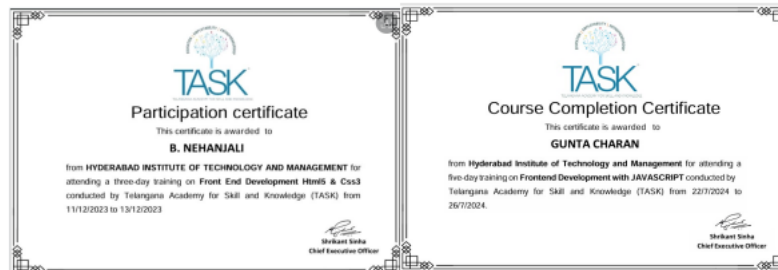 TASK
Participation certificate
This certificate is awarded to
B. NEHANJALI
from HYDERABAD INSTITUTE OF TECHNOLOGY AND MANAGEMENT for
attending a three-day training on Front End Development Html5 & Css3
conducted by Telangana Academy for Skill and Knowledge (TASK) from
11/12/2023 to 13/12/2023
Shrikant Sinha
Chief Executive Officer
TASK
Course Completion Certificate
This certificate is awarded to
GUNTA CHARAN
from Hyderabad Institute of Technology and Management for attending a
five-day training on Frontend Development with JAVASCRIPT conducted by
Telangana Academy for Skill and Knowledge (TASK) from 22/7/2024 to
26/7/2024.
Shrikant Sinha
Chief Executive Officer